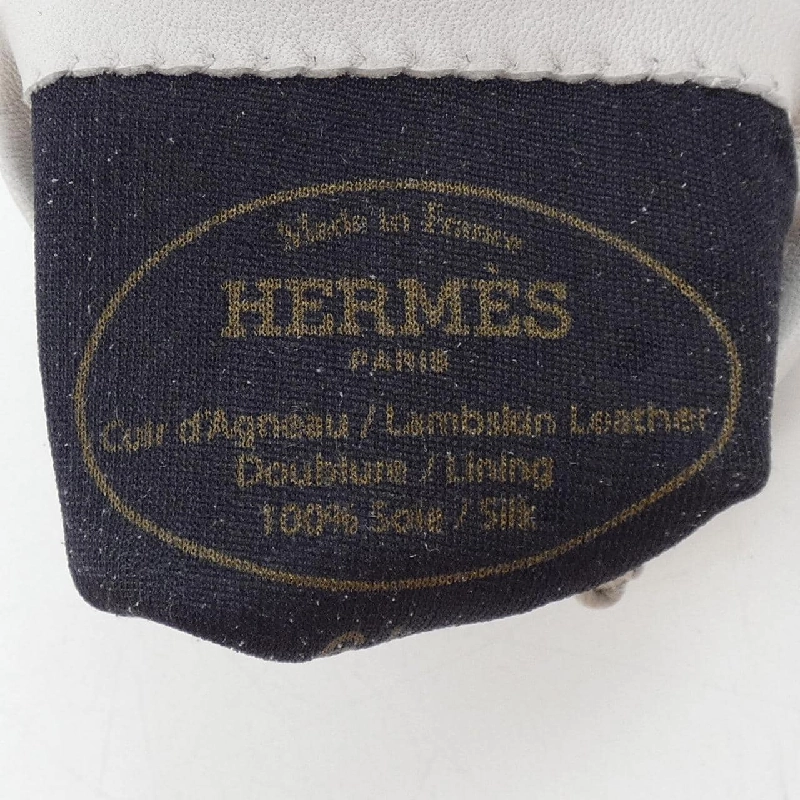 Made in France
HERMÈS
PARIS
Cuir d'Agneau / Lambskin Leather
Doublure / Lining
100% Soie / Silk